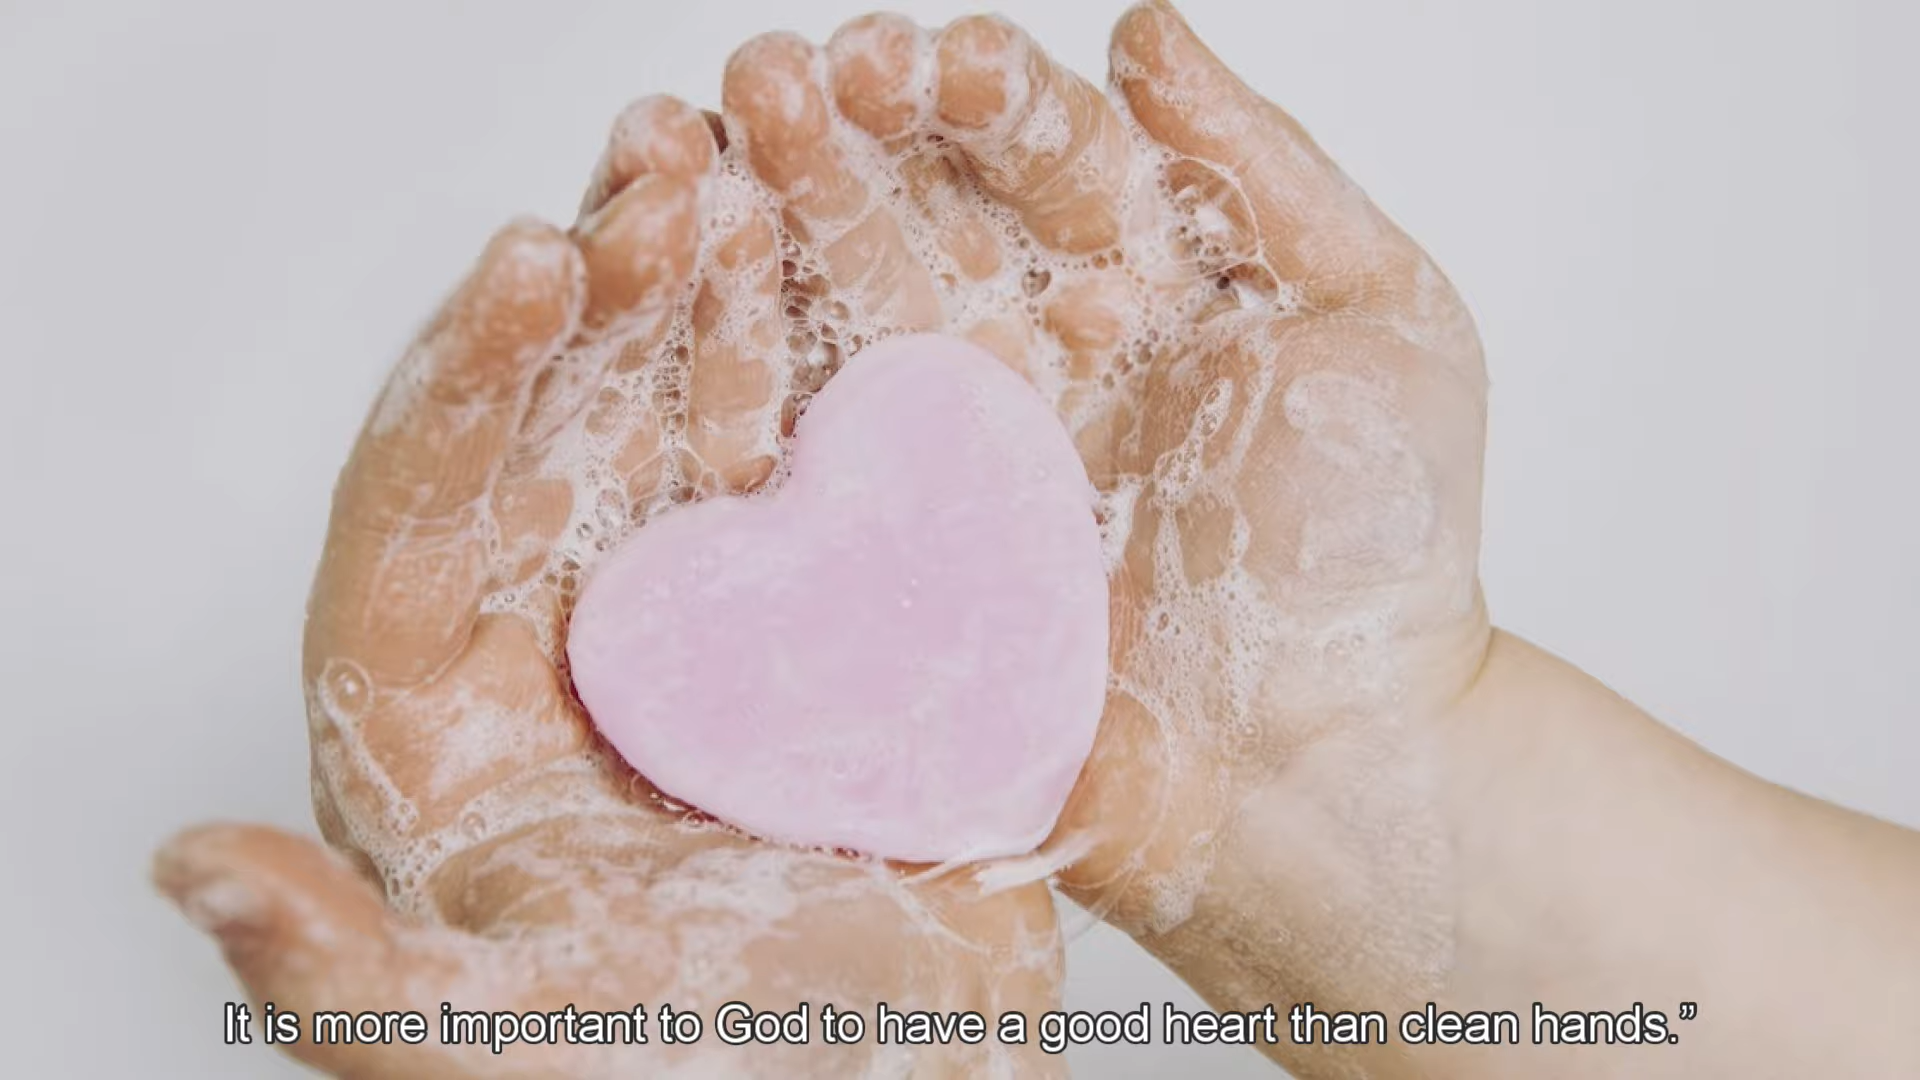 It is more important to God to have a good heart than clean hands.”